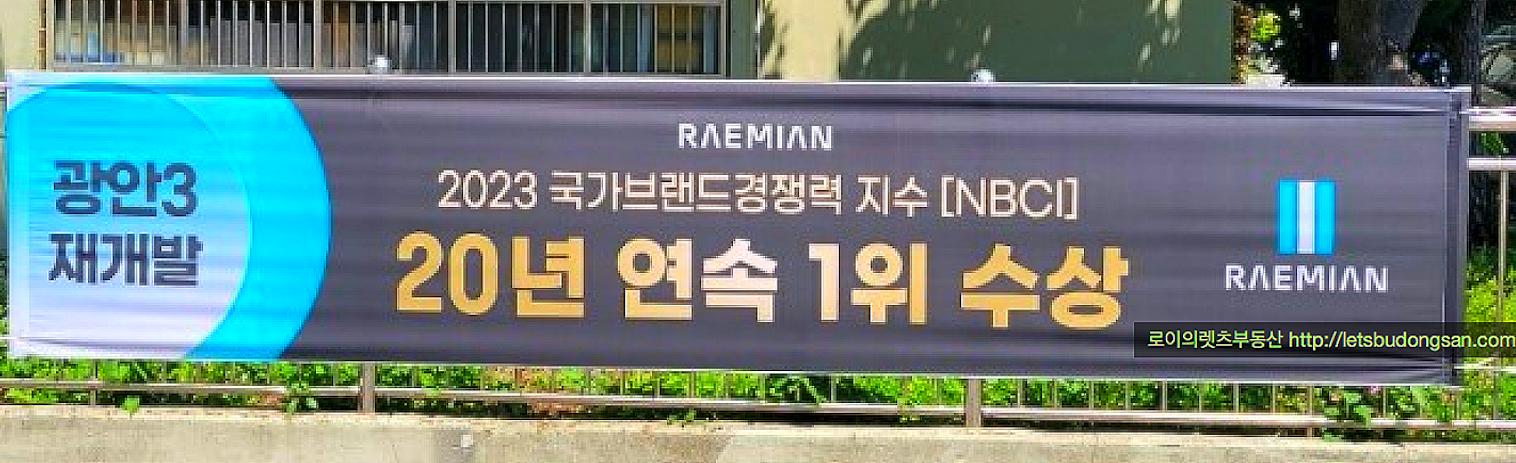 광안3
재개발
RAEMIAN
2023 국가브랜드경쟁력 지수 [NBCI]
20년 연속 1위 수상
RAEMIAN
로이의렛츠부동산 http://letsbudongsan.com